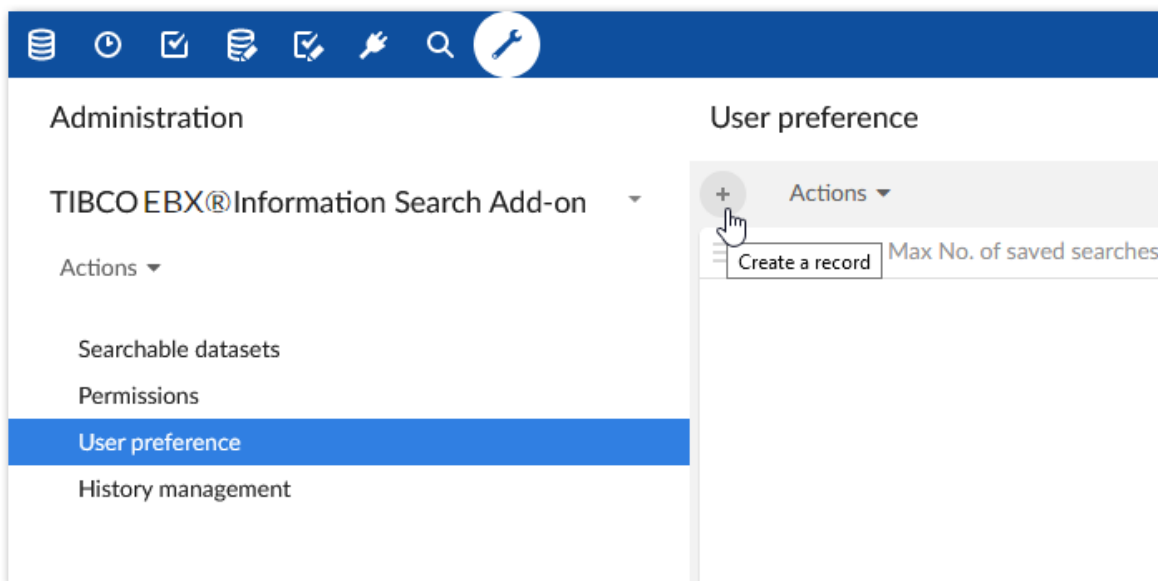 Administration
TIBCO EBX®Information Search Add-on
Actions
Searchable datasets
Permissions
User preference
History management
User preference
Actions
Create a record
Max No. of saved searches